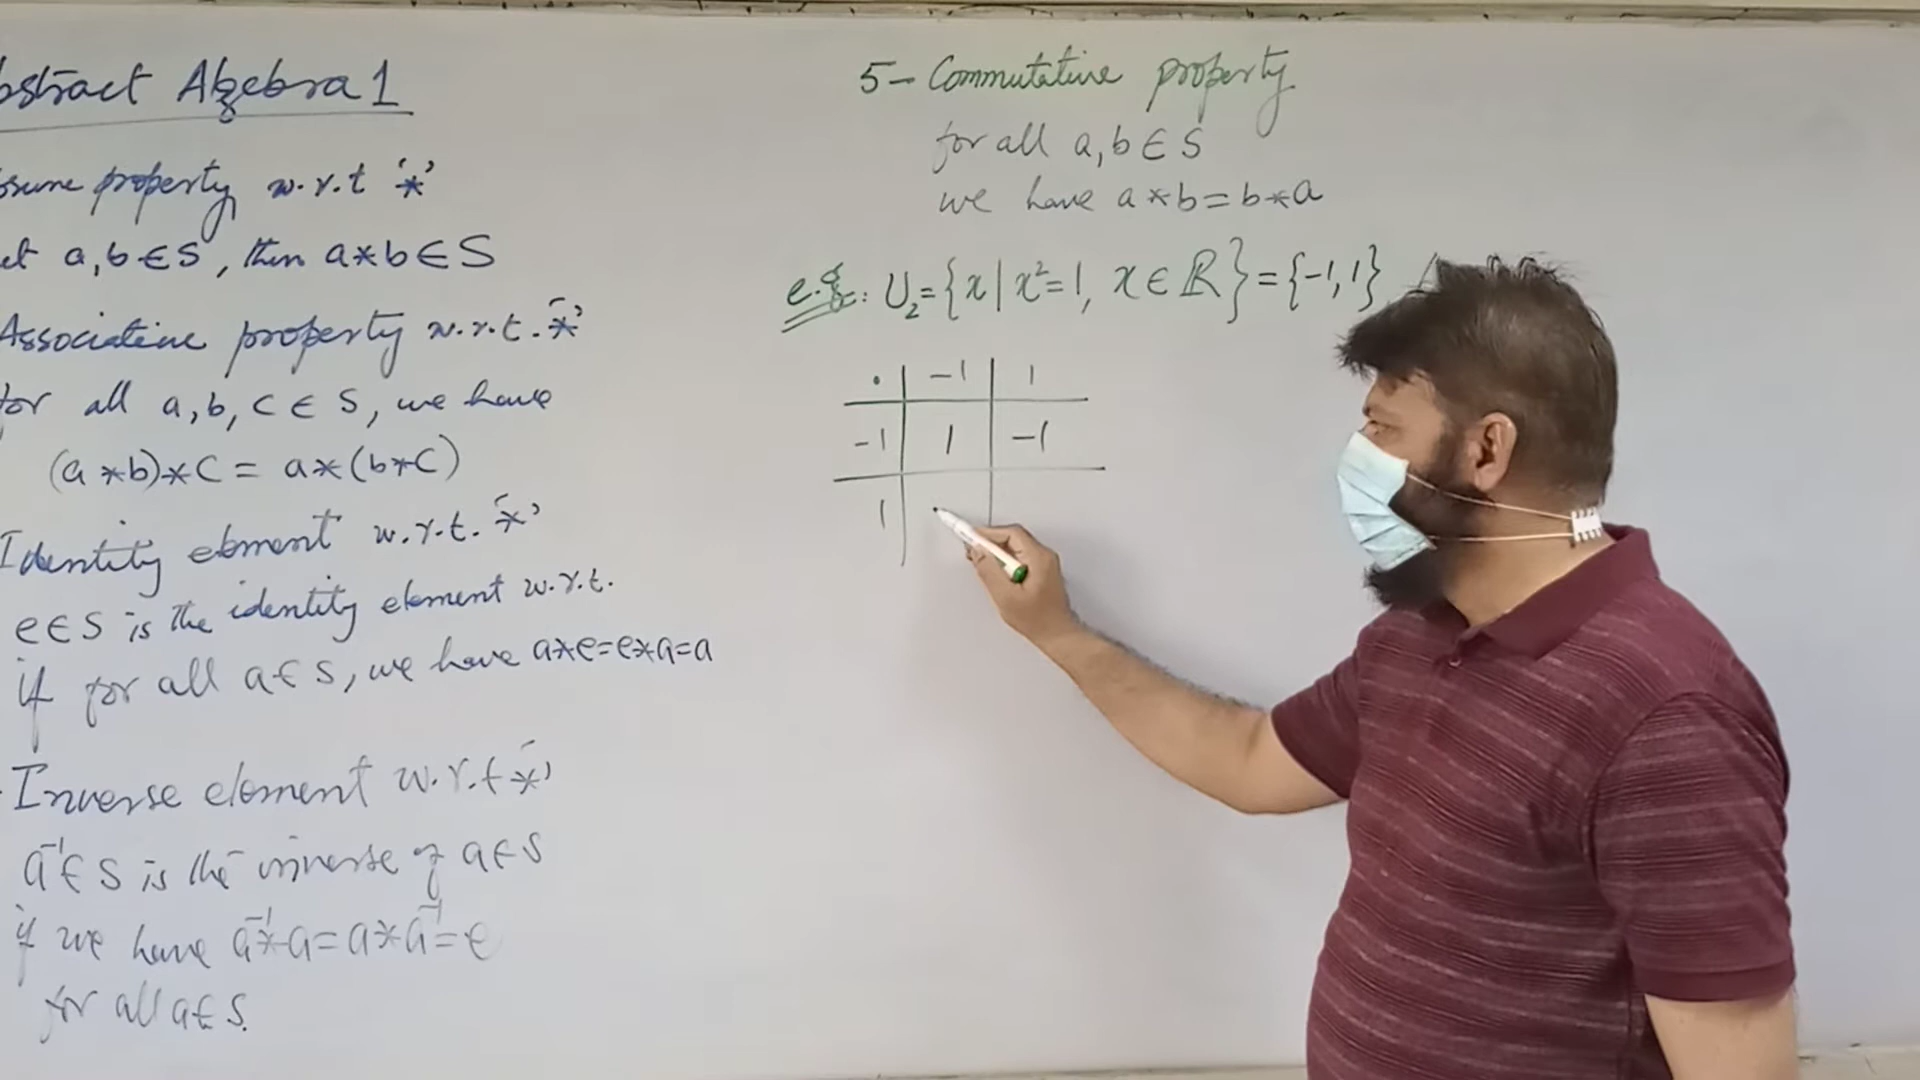 bstract Algebra 1
osure property w.r.t '*'
et a, b ∈ S, then a*b ∈ S
Associative property w.r.t. '*'
for all a, b, c ∈ S, we have
(a*b)*c = a*(b*c)
Identity element w.r.t. '*'
e ∈ S is the identity element w.r.t.
if for all a ∈ S, we have a*e=e*a=a
Inverse element w.r.t '*'
a⁻¹ ∈ S is the inverse of a ∈ S
if we have a⁻¹*a = a*a⁻¹ = e
for all a ∈ S.
5- Commutative property
for all a, b ∈ S
we have a*b = b*a
e.g: U₂ = {x | x² = 1, x ∈ ℝ} = {-1, 1}
· -1 1
-1 1 -1
1